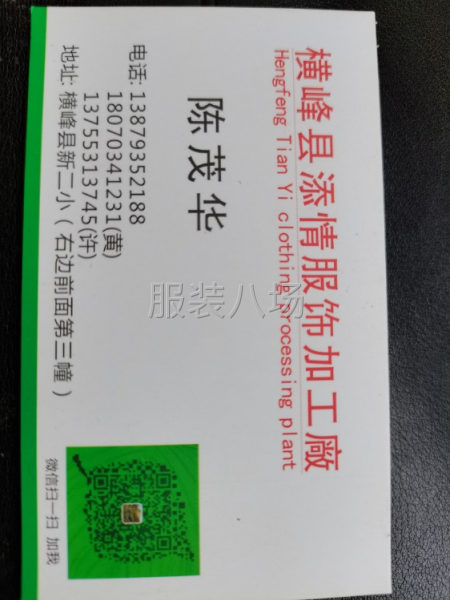 横峰县添情服饰加工廠
Hengfeng Tian Yi clothing processing plant
陈茂华
电话: 13879352188
18070341231(黄)
13755313745(许)
地址: 横峰县新二小（右边前面第三幢）
微信扫一扫 加我
服装八场